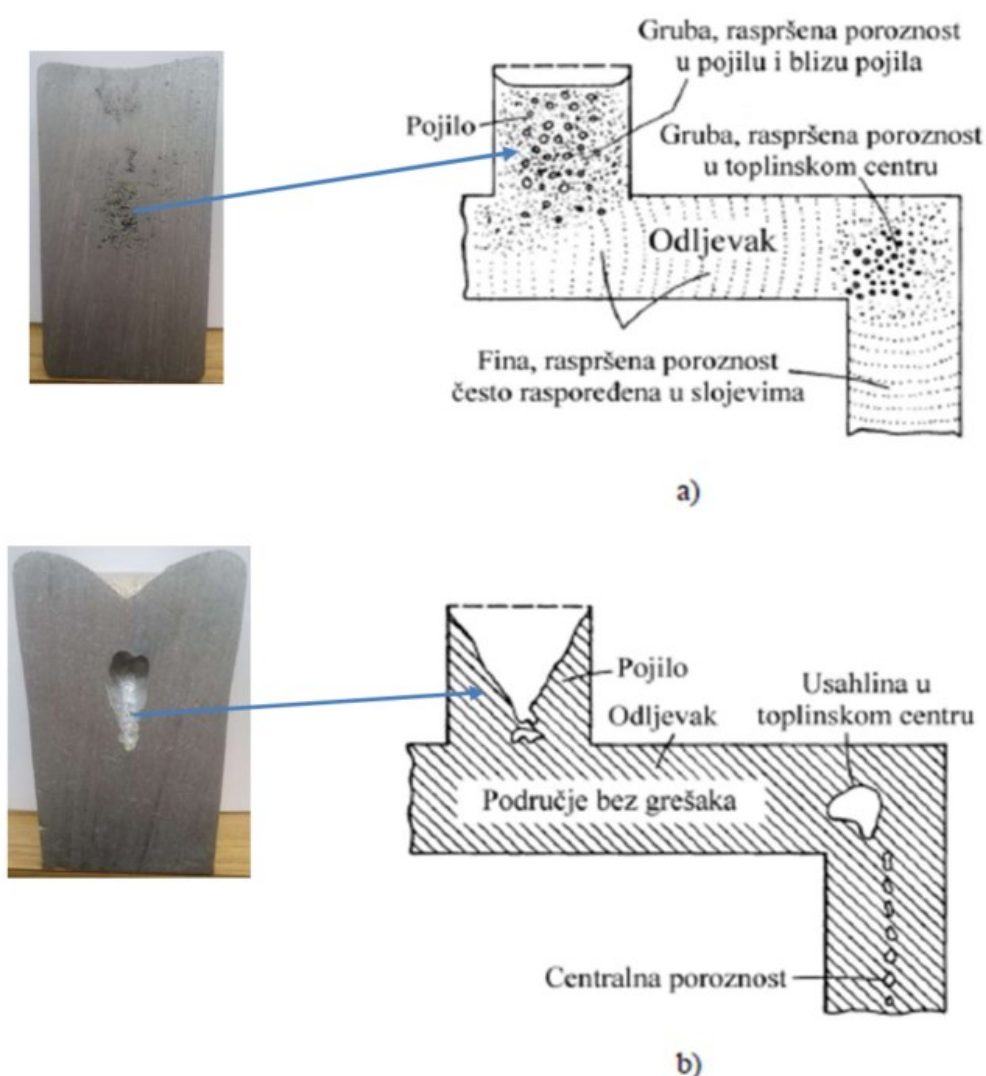 Gruba, raspršena poroznost
u pojilu i blizu pojila
Pojilo
Gruba, raspršena poroznost
u toplinskom centru
Odljevak
Fina, raspršena poroznost
često raspoređena u slojevima
a)
Pojilo
Usahlina u
toplinskom centru
Odljevak
Područje bez grešaka
Centralna poroznost
b)